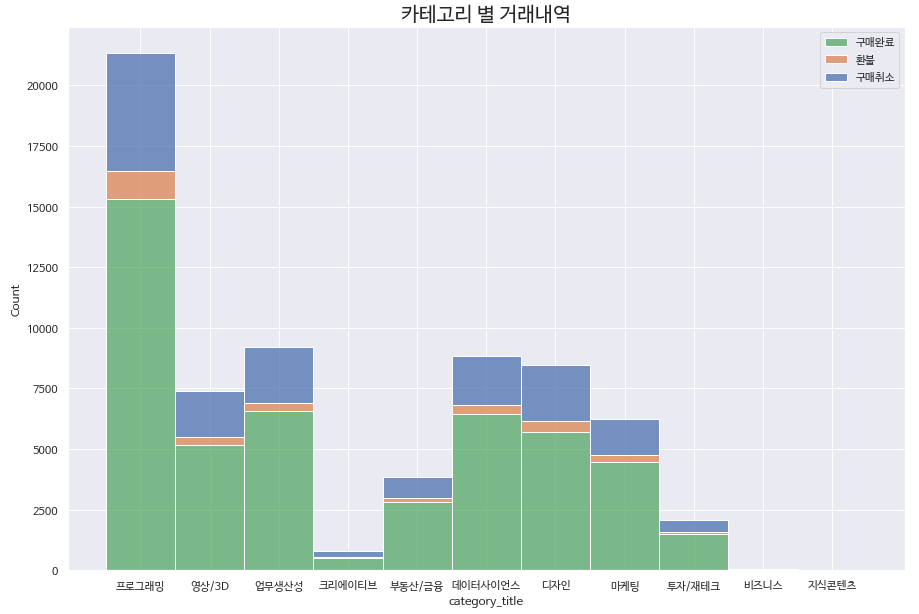 카테고리 별 거래내역
구매완료
환불
구매취소
Count
20000
17500
15000
12500
10000
7500
5000
2500
0
프로그래밍 영상/3D 업무생산성 크리에이티브 부동산/금융 데이터사이언스 디자인 마케팅 투자/재테크 비즈니스 지식콘텐츠
category_title